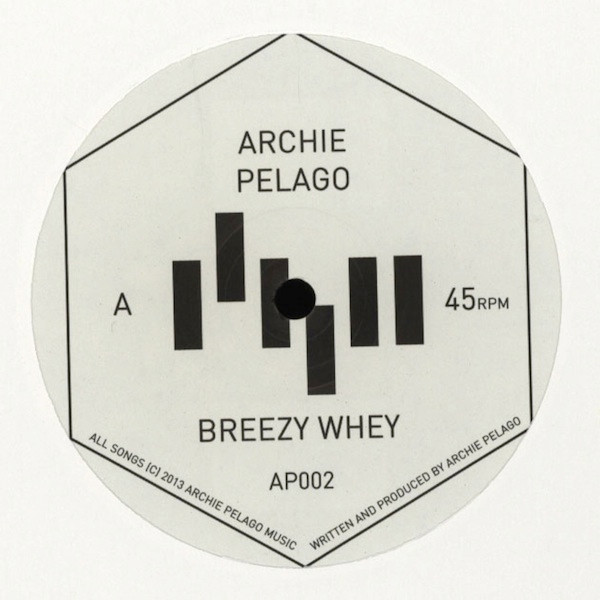 ARCHIE
PELAGO
A
45RPM
BREEZY WHEY
AP002
ALL SONGS (C) 2013 ARCHIE PELAGO MUSIC
WRITTEN AND PRODUCED BY ARCHIE PELAGO